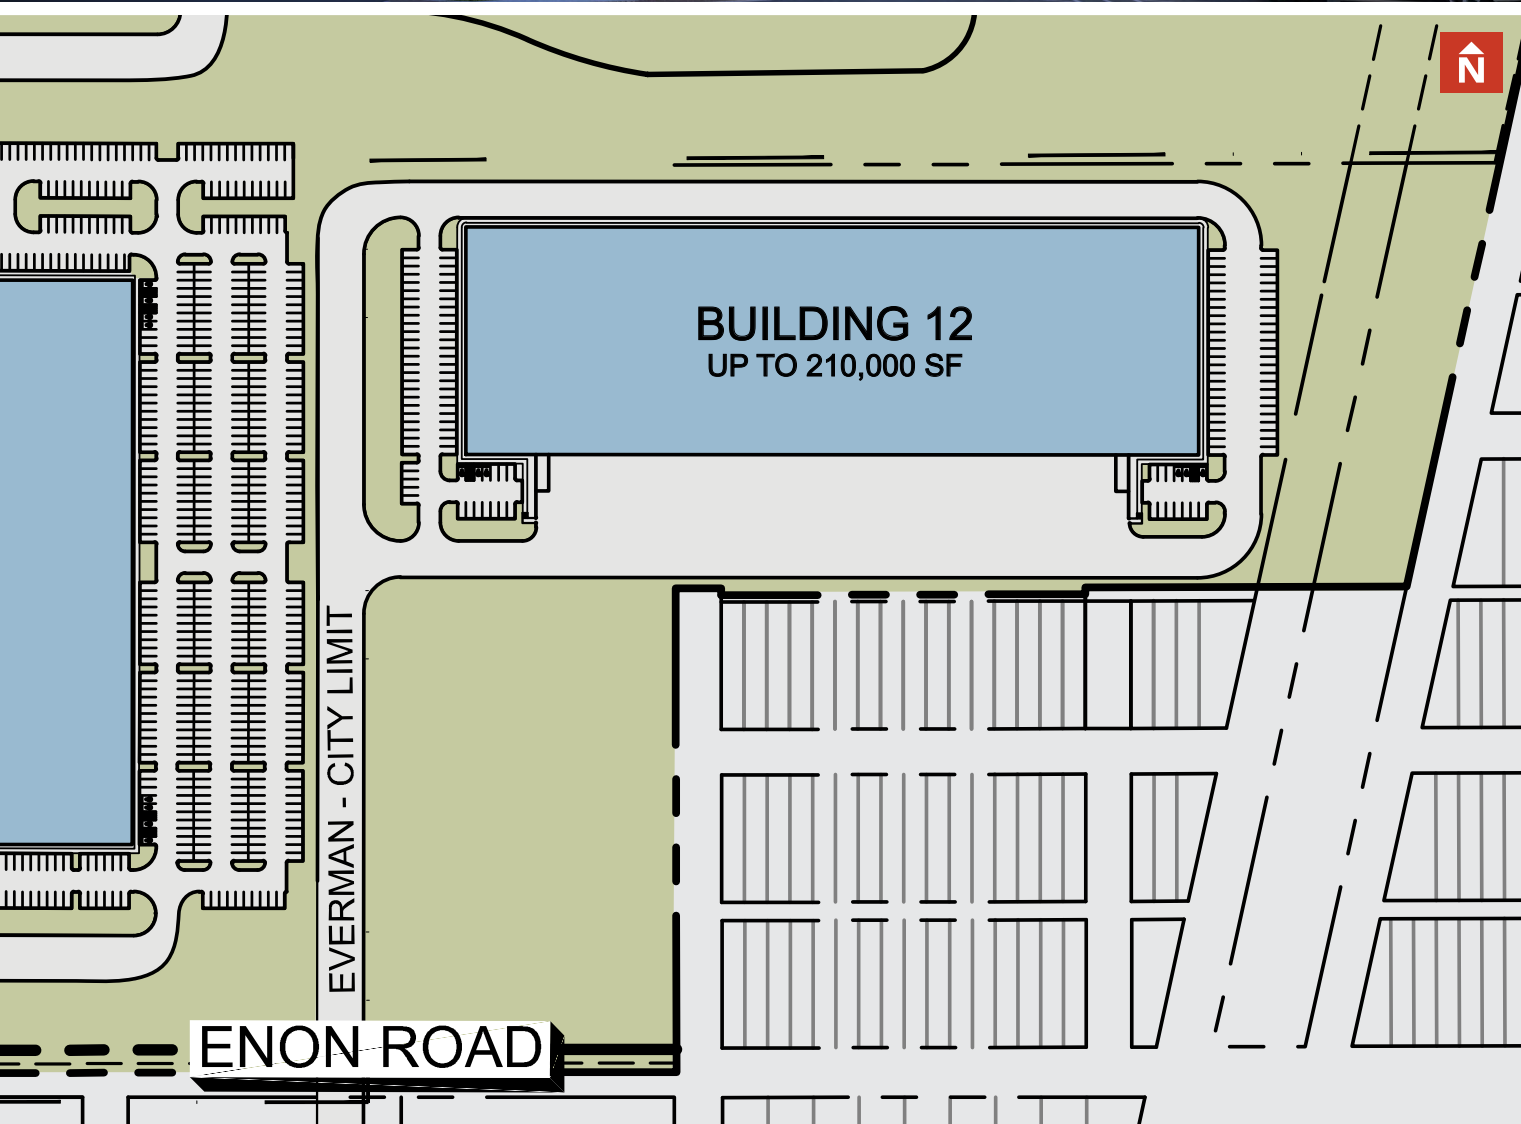 N
BUILDING 12
UP TO 210,000 SF
EVERMAN - CITY LIMIT
ENON ROAD